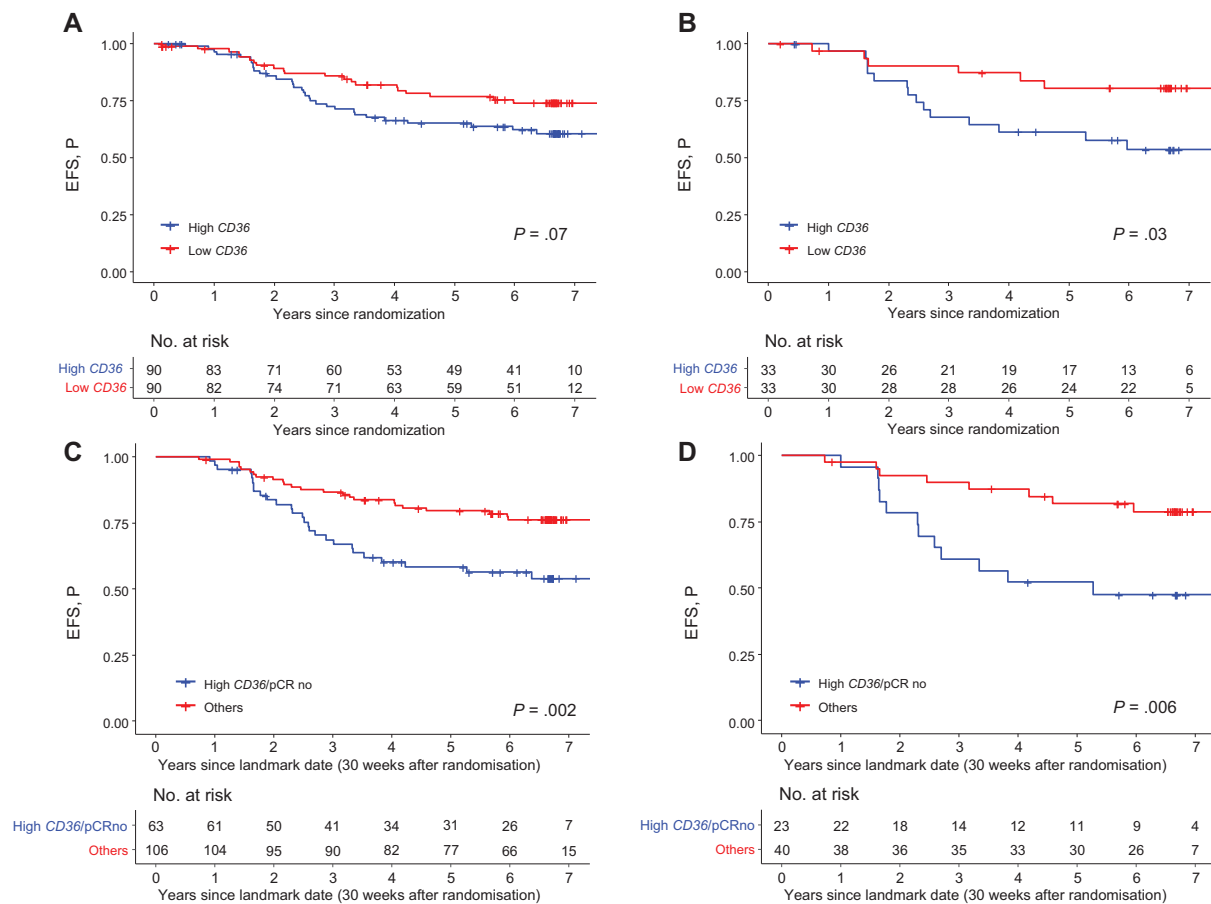 A
1.00
0.75
0.50
0.25
0.00
EFS, P
High CD36
Low CD36
P = .07
0 1 2 3 4 5 6 7
Years since randomization
No. at risk
High CD36 90 83 71 60 53 49 41 10
Low CD36 90 82 74 71 63 59 51 12
0 1 2 3 4 5 6 7
Years since randomization
B
1.00
0.75
0.50
0.25
0.00
EFS, P
High CD36
Low CD36
P = .03
0 1 2 3 4 5 6 7
Years since randomization
No. at risk
High CD36 33 30 26 21 19 17 13 6
Low CD36 33 30 28 28 26 24 22 5
0 1 2 3 4 5 6 7
Years since randomization
C
1.00
0.75
0.50
0.25
0.00
EFS, P
High CD36/pCR no
Others
P = .002
0 1 2 3 4 5 6 7
Years since landmark date (30 weeks after randomisation)
No. at risk
High CD36/pCRno 63 61 50 41 34 31 26 7
Others 106 104 95 90 82 77 66 15
0 1 2 3 4 5 6 7
Years since landmark date (30 weeks after randomisation)
D
1.00
0.75
0.50
0.25
0.00
EFS, P
High CD36/pCR no
Others
P = .006
0 1 2 3 4 5 6 7
Years since landmark date (30 weeks after randomisation)
No. at risk
High CD36/pCRno 23 22 18 14 12 11 9 4
Others 40 38 36 35 33 30 26 7
0 1 2 3 4 5 6 7
Years since landmark date (30 weeks after randomisation)